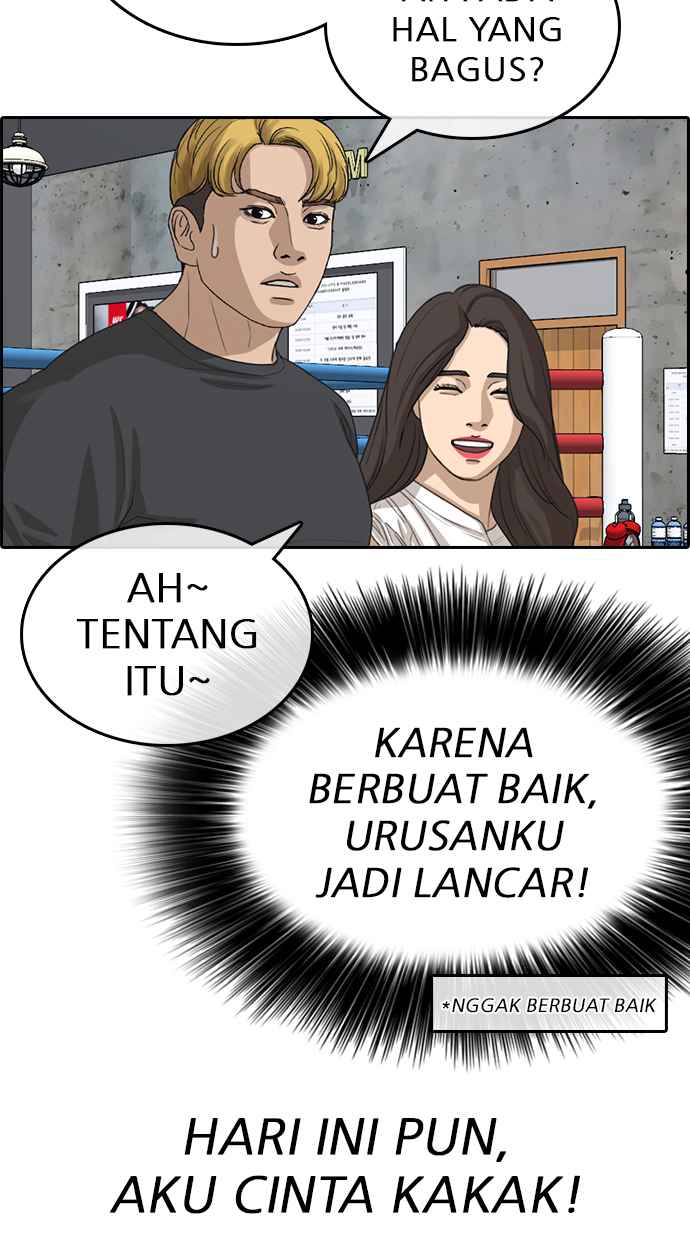 HAL YANG
BAGUS?
AH~
TENTANG
ITU~
KARENA
BERBUAT BAIK,
URUSANKU
JADI LANCAR!
*NGGAK BERBUAT BAIK
HARI INI PUN,
AKU CINTA KAKAK!